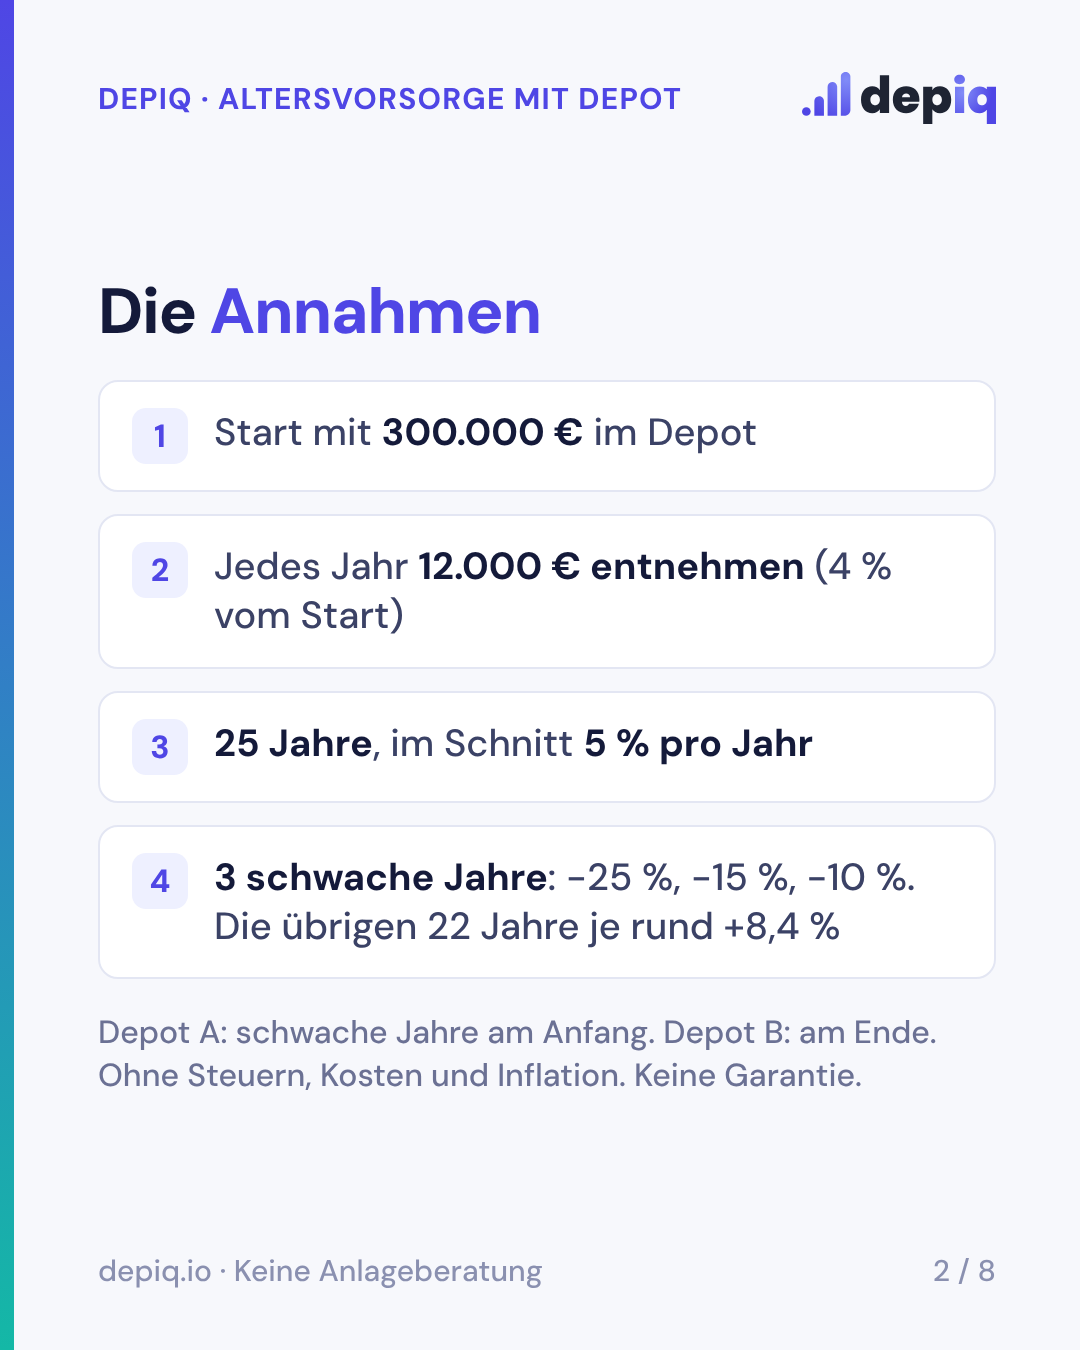 DEPIQ · ALTERSVORSORGE MIT DEPOT
depiq
Die Annahmen
1
Start mit 300.000 € im Depot
2
Jedes Jahr 12.000 € entnehmen (4 %
vom Start)
3
25 Jahre, im Schnitt 5 % pro Jahr
4
3 schwache Jahre: −25 %, −15 %, −10 %.
Die übrigen 22 Jahre je rund +8,4 %
Depot A: schwache Jahre am Anfang. Depot B: am Ende.
Ohne Steuern, Kosten und Inflation. Keine Garantie.
depiq.io · Keine Anlageberatung
2 / 8